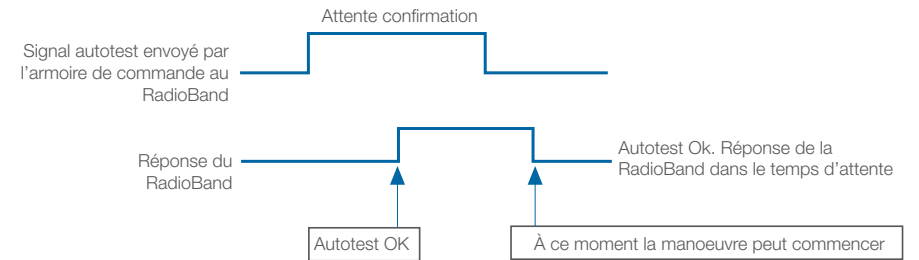 Attente confirmation
Signal autotest envoyé par
l'armoire de commande au
RadioBand
Réponse du
RadioBand
Autotest Ok. Réponse de la
RadioBand dans le temps d'attente
Autotest OK
À ce moment la manoeuvre peut commencer